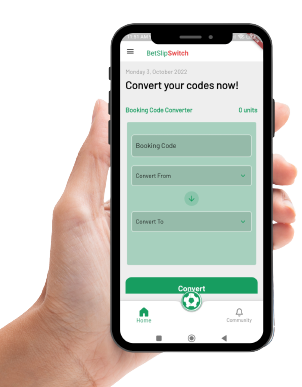 BetSlipSwitch
Monday 3, October 2022
Convert your codes now!
Booking Code Converter 0 units
Booking Code
Convert From
Convert To
Convert
Home Community